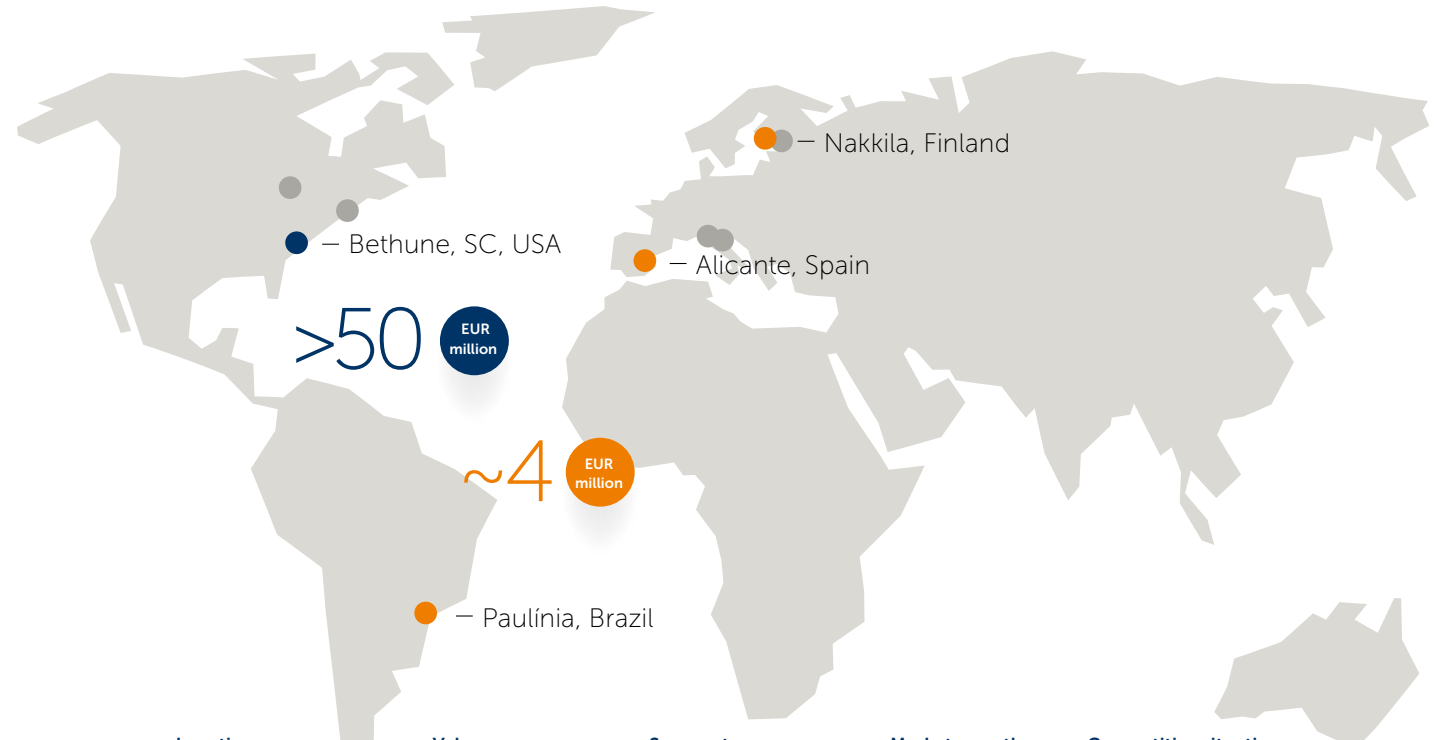 — Nakkila, Finland
— Bethune, SC, USA
— Alicante, Spain
>50 EUR million
~4 EUR million
— Paulínia, Brazil